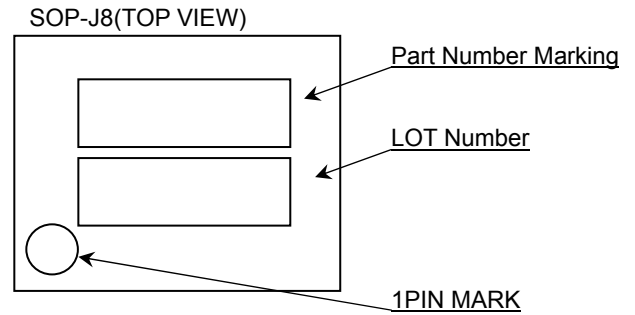 SOP-J8(TOP VIEW)
Part Number Marking
LOT Number
1PIN MARK